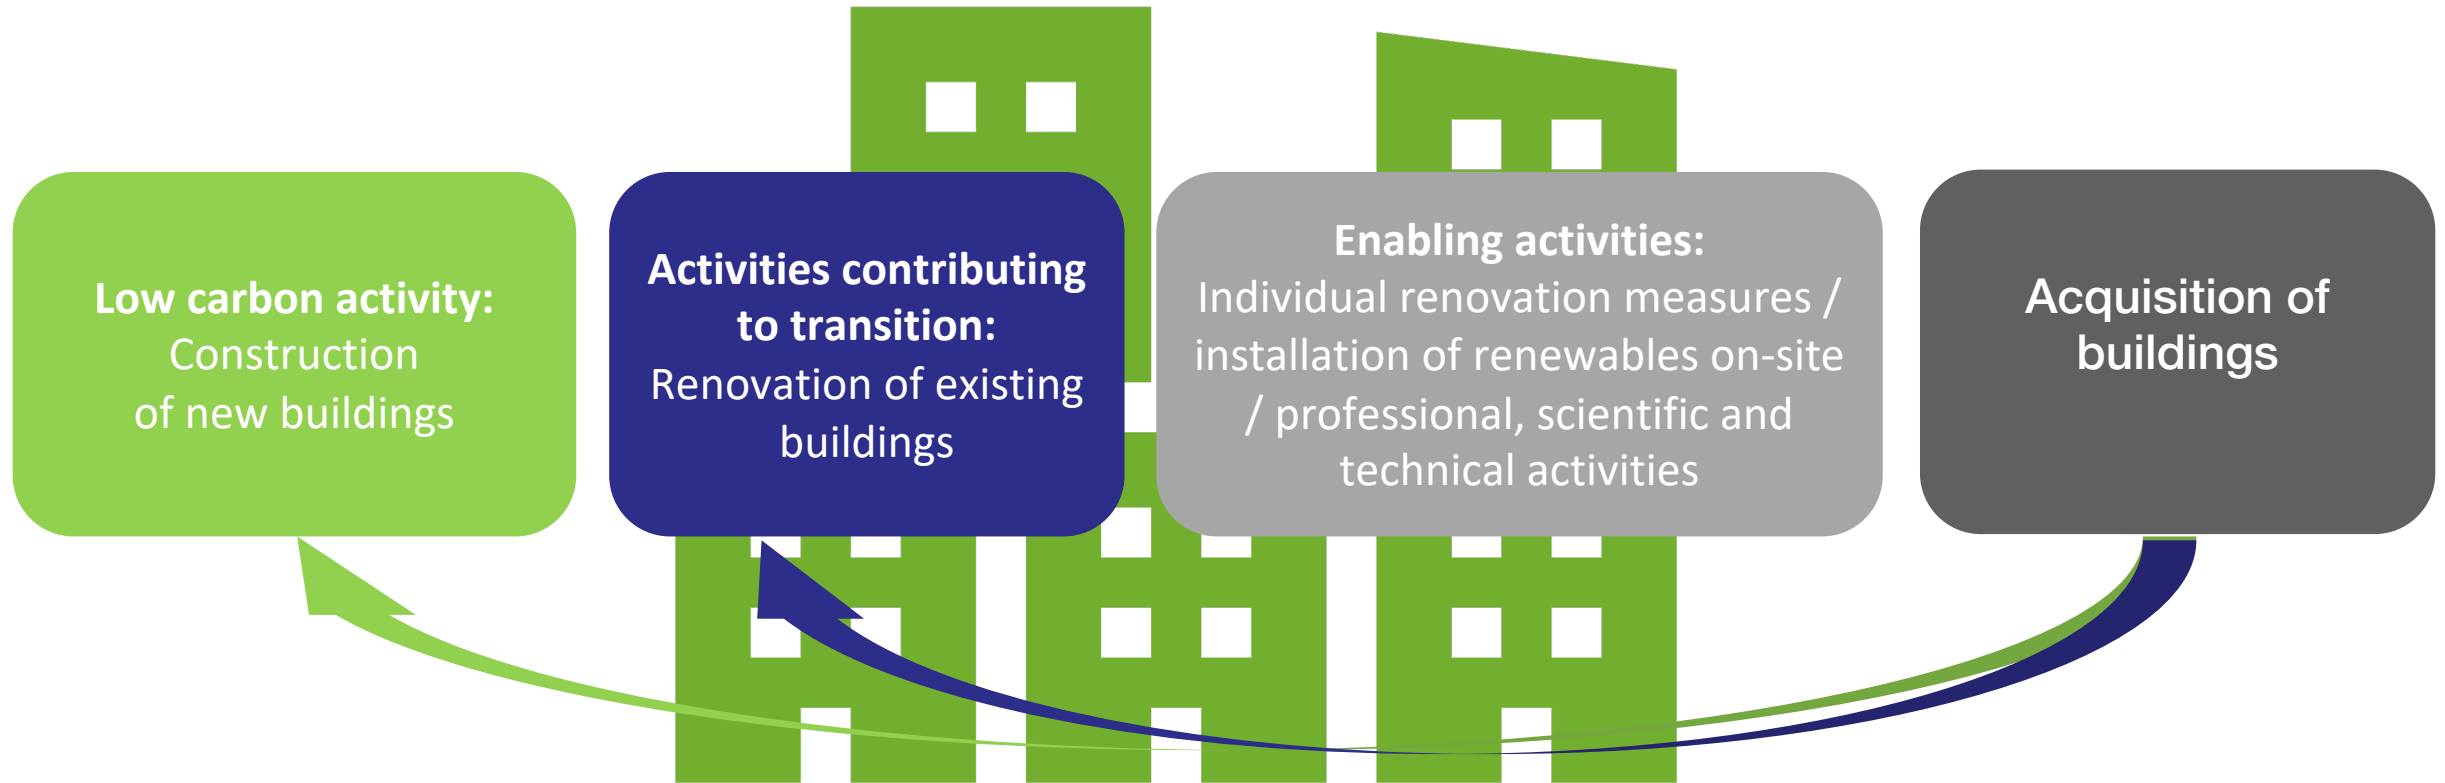 Low carbon activity:
Construction
of new buildings
Activities contributing
to transition:
Renovation of existing
buildings
Enabling activities:
Individual renovation measures /
installation of renewables on-site
/ professional, scientific and
technical activities
Acquisition of
buildings